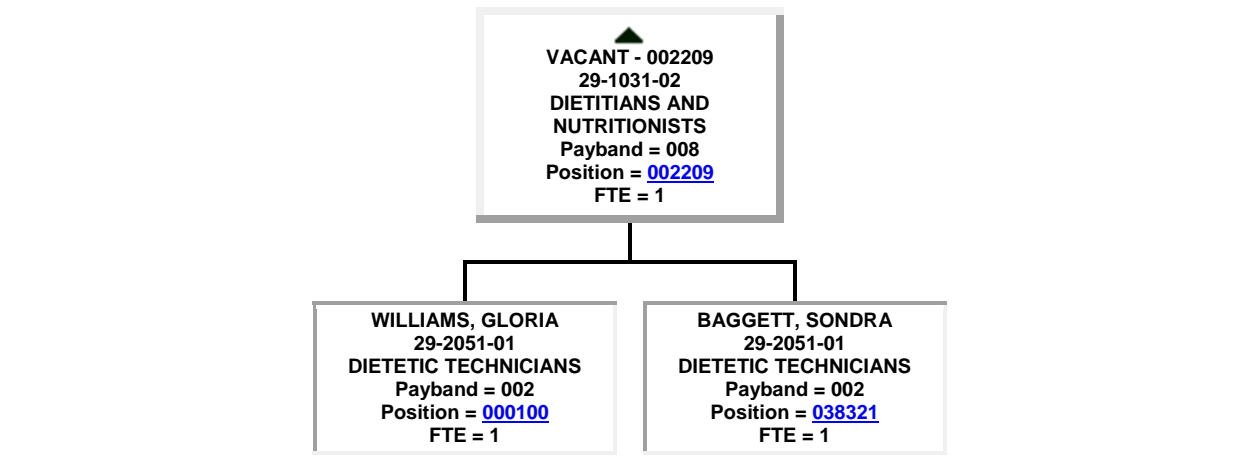 VACANT - 002209
29-1031-02
DIETITIANS AND
NUTRITIONISTS
Payband = 008
Position = 002209
FTE = 1
WILLIAMS, GLORIA
29-2051-01
DIETETIC TECHNICIANS
Payband = 002
Position = 000100
FTE = 1
BAGGETT, SONDRA
29-2051-01
DIETETIC TECHNICIANS
Payband = 002
Position = 038321
FTE = 1